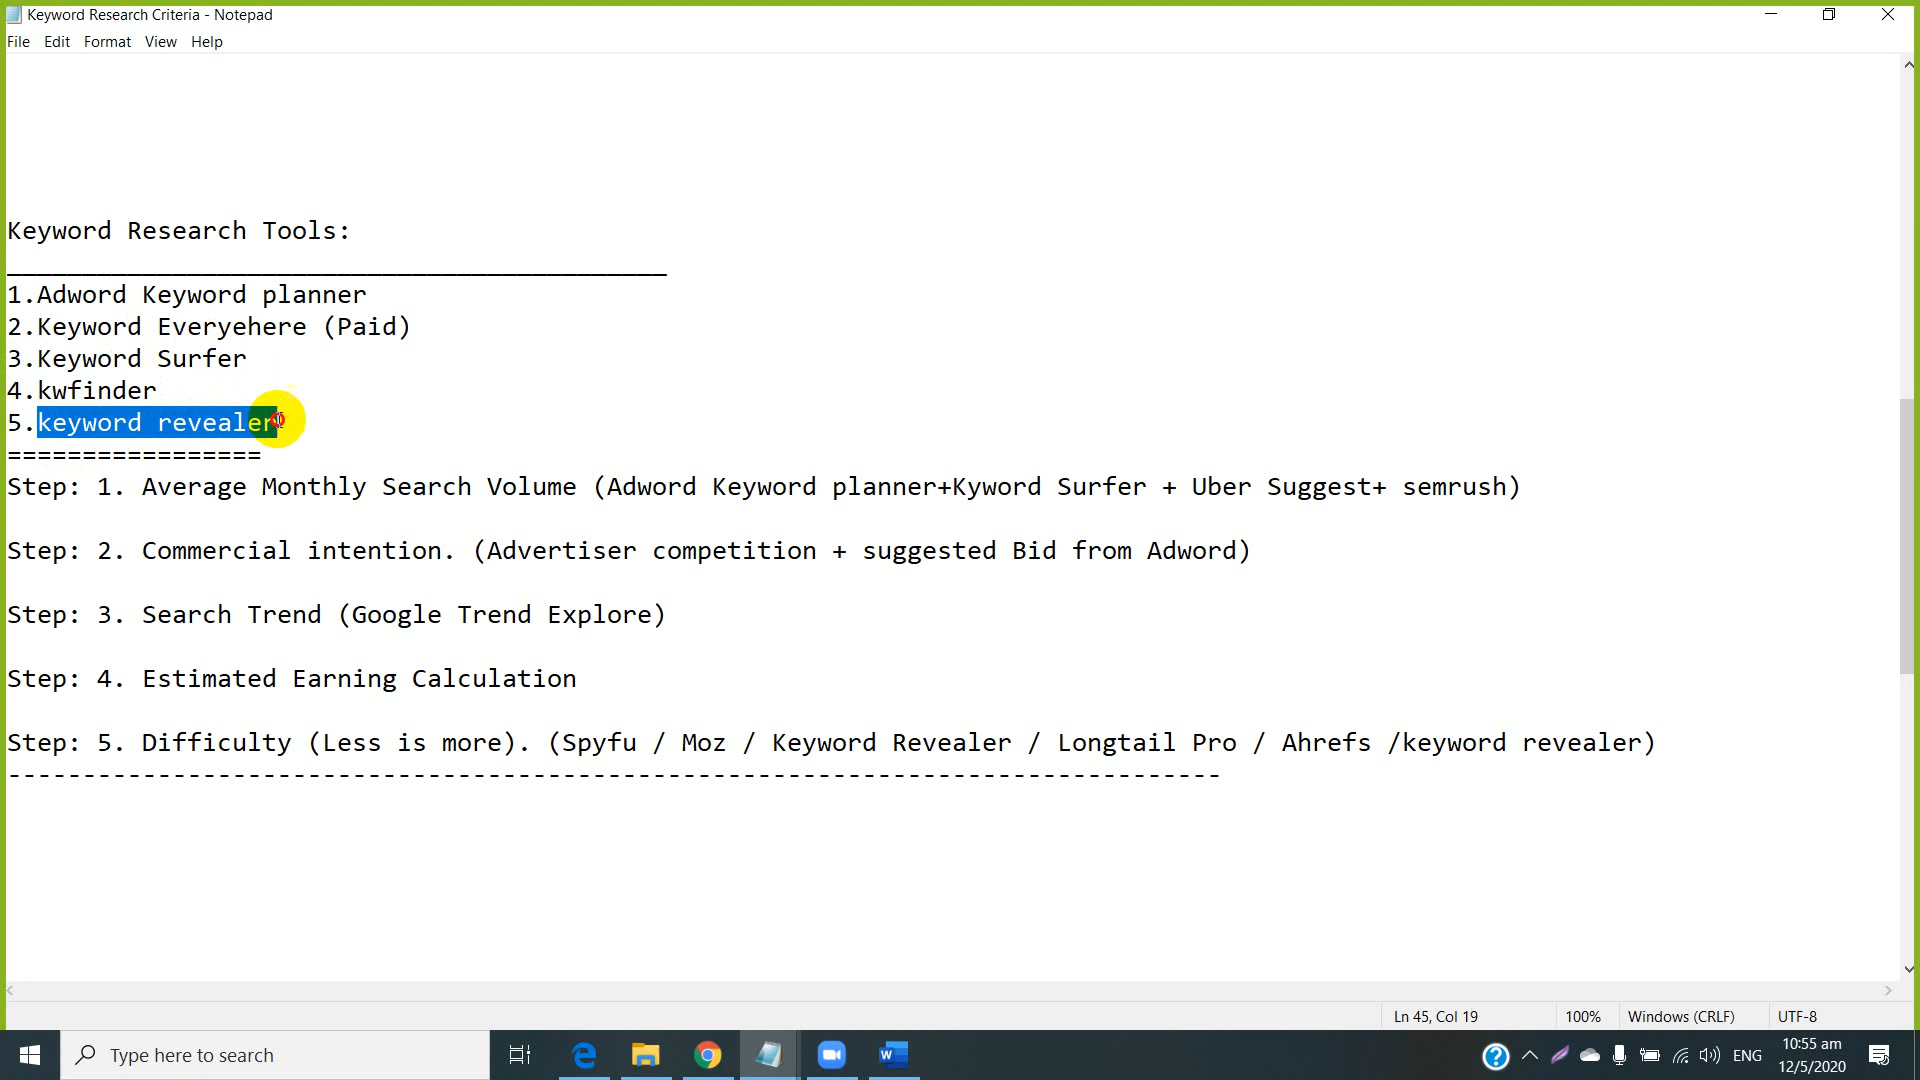 Keyword Research Criteria - Notepad
File Edit Format View Help
Keyword Research Tools:
____________________________________________
1.Adword Keyword planner
2.Keyword Everyehere (Paid)
3.Keyword Surfer
4.kwfinder
5.keyword revealer
=================
Step: 1. Average Monthly Search Volume (Adword Keyword planner+Kyword Surfer + Uber Suggest+ semrush)
Step: 2. Commercial intention. (Advertiser competition + suggested Bid from Adword)
Step: 3. Search Trend (Google Trend Explore)
Step: 4. Estimated Earning Calculation
Step: 5. Difficulty (Less is more). (Spyfu / Moz / Keyword Revealer / Longtail Pro / Ahrefs /keyword revealer)
---------------------------------------------------------------------------------
Ln 45, Col 19 100% Windows (CRLF) UTF-8
Type here to search
ENG
10:55 am
12/5/2020